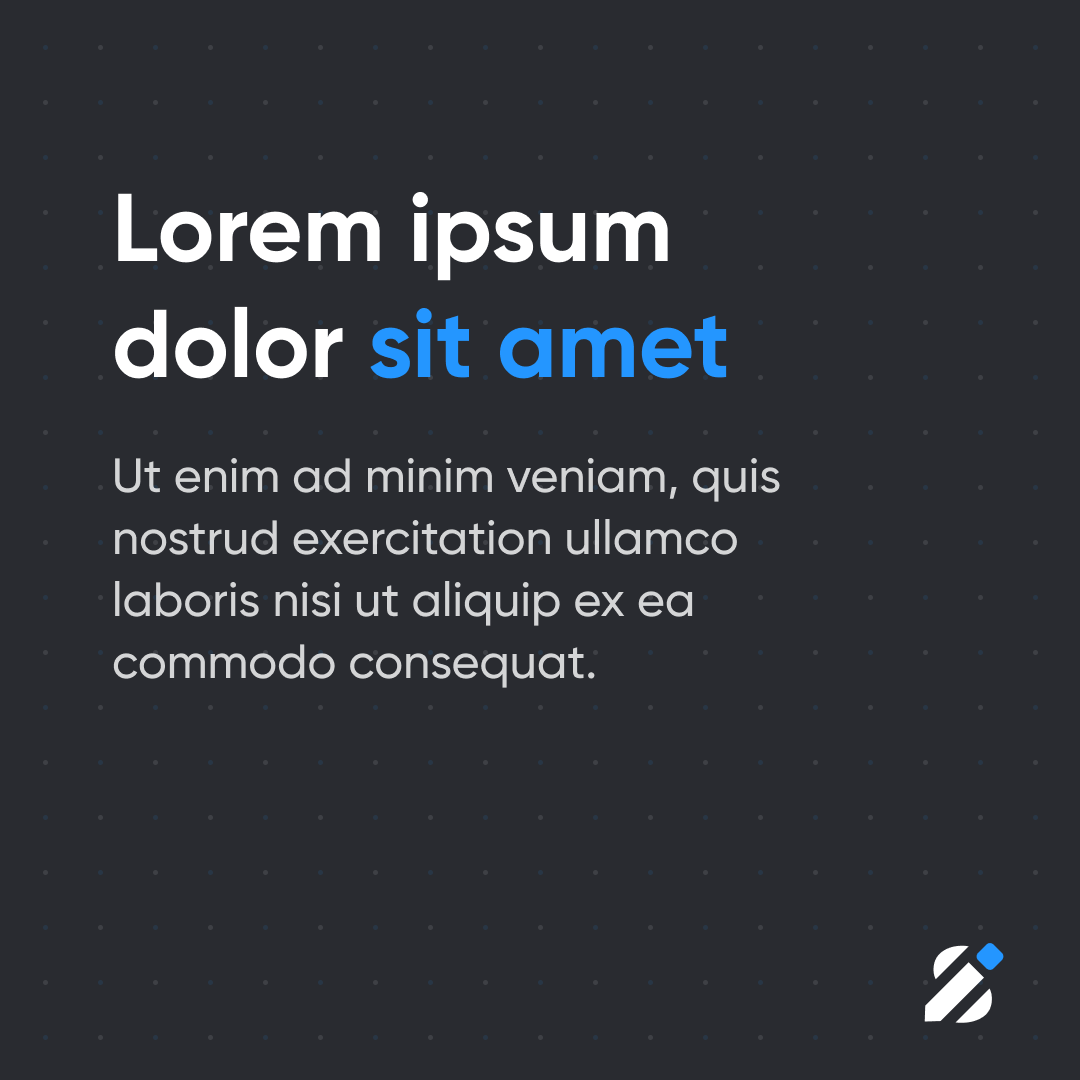 Lorem ipsum
dolor sit amet
Ut enim ad minim veniam, quis
nostrud exercitation ullamco
laboris nisi ut aliquip ex ea
commodo consequat.